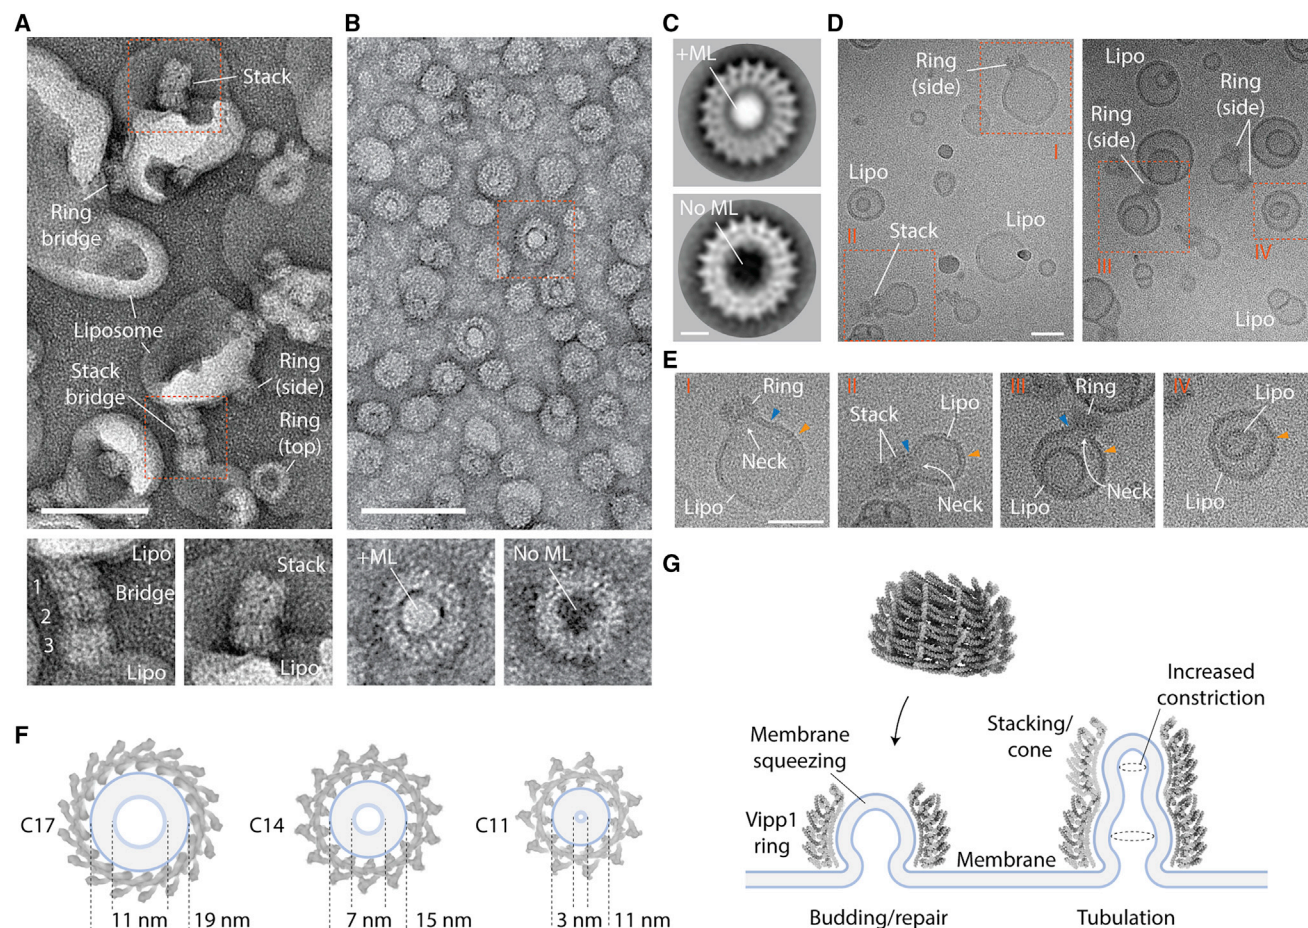 A
Stack
Ring
bridge
Liposome
Stack
bridge
Ring
(side)
Ring
(top)
Lipo
1
Bridge
2
3
Lipo
Stack
Lipo
B
+ML
No ML
C
+ML
No ML
D
Ring
(side)
I
Lipo
II
Stack
Lipo
Lipo
Ring
(side)
Ring
(side)
III
IV
Lipo
E
I
Ring
Neck
Lipo
II
Lipo
Stack
Neck
III
Ring
Lipo
Neck
IV
Lipo
Lipo
F
C17
11 nm
19 nm
C14
7 nm
15 nm
C11
3 nm
11 nm
G
Membrane
squeezing
Vipp1
ring
Membrane
Stacking/
cone
Increased
constriction
Budding/repair
Tubulation